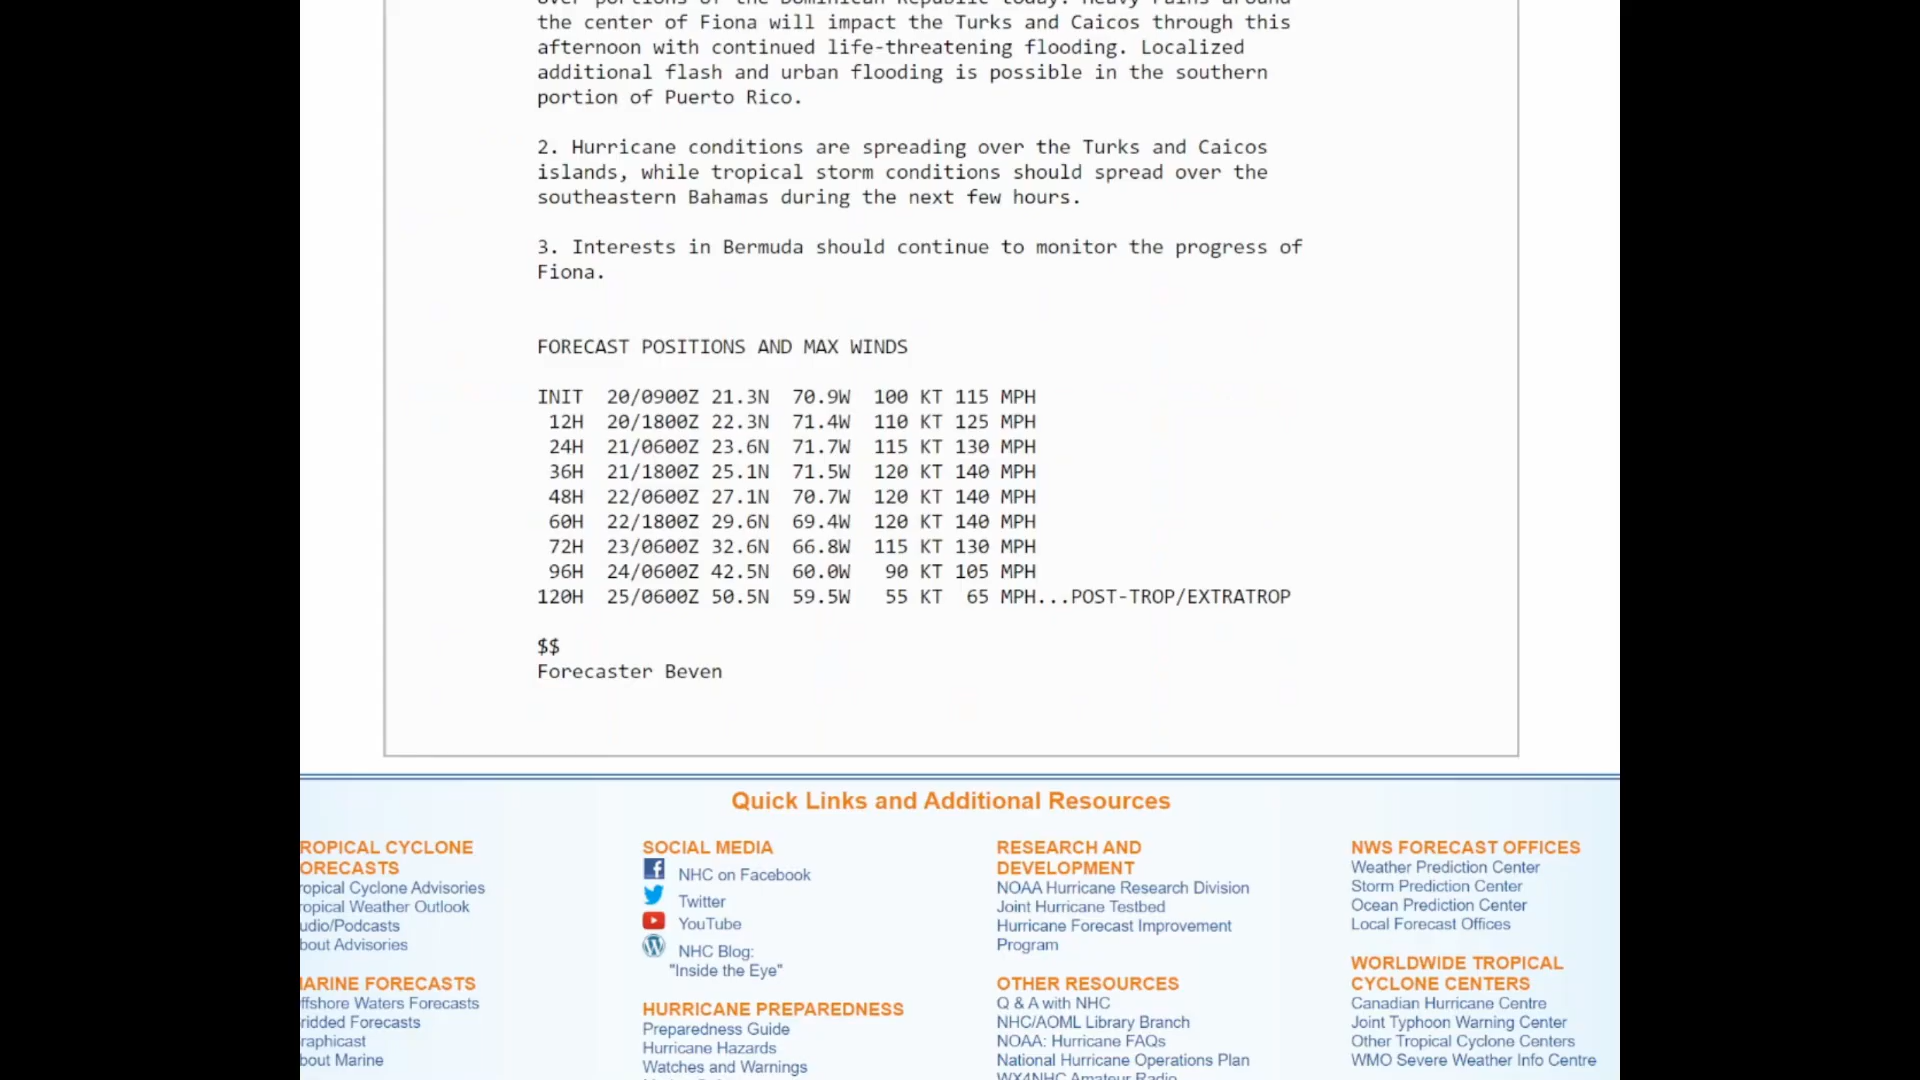 over portions of the Dominican Republic today. Heavy rains around
the center of Fiona will impact the Turks and Caicos through this
afternoon with continued life-threatening flooding. Localized
additional flash and urban flooding is possible in the southern
portion of Puerto Rico.
2. Hurricane conditions are spreading over the Turks and Caicos
islands, while tropical storm conditions should spread over the
southeastern Bahamas during the next few hours.
3. Interests in Bermuda should continue to monitor the progress of
Fiona.
FORECAST POSITIONS AND MAX WINDS
INIT 20/0900Z 21.3N 70.9W 100 KT 115 MPH
12H 20/1800Z 22.3N 71.4W 110 KT 125 MPH
24H 21/0600Z 23.6N 71.7W 115 KT 130 MPH
36H 21/1800Z 25.1N 71.5W 120 KT 140 MPH
48H 22/0600Z 27.1N 70.7W 120 KT 140 MPH
60H 22/1800Z 29.6N 69.4W 120 KT 140 MPH
72H 23/0600Z 32.6N 66.8W 115 KT 130 MPH
96H 24/0600Z 42.5N 60.0W 90 KT 105 MPH
120H 25/0600Z 50.5N 59.5W 55 KT 65 MPH...POST-TROP/EXTRATROP
$$
Forecaster Beven
Quick Links and Additional Resources
ROPICAL CYCLONE
ORECASTS
ropical Cyclone Advisories
ropical Weather Outlook
udio/Podcasts
bout Advisories
ARINE FORECASTS
ffshore Waters Forecasts
ridded Forecasts
raphicast
bout Marine
SOCIAL MEDIA
NHC on Facebook
Twitter
YouTube
NHC Blog:
"Inside the Eye"
HURRICANE PREPAREDNESS
Preparedness Guide
Hurricane Hazards
Watches and Warnings
RESEARCH AND
DEVELOPMENT
NOAA Hurricane Research Division
Joint Hurricane Testbed
Hurricane Forecast Improvement
Program
OTHER RESOURCES
Q & A with NHC
NHC/AOML Library Branch
NOAA: Hurricane FAQs
National Hurricane Operations Plan
WX4NHC Amateur Radio
NWS FORECAST OFFICES
Weather Prediction Center
Storm Prediction Center
Ocean Prediction Center
Local Forecast Offices
WORLDWIDE TROPICAL
CYCLONE CENTERS
Canadian Hurricane Centre
Joint Typhoon Warning Center
Other Tropical Cyclone Centers
WMO Severe Weather Info Centre